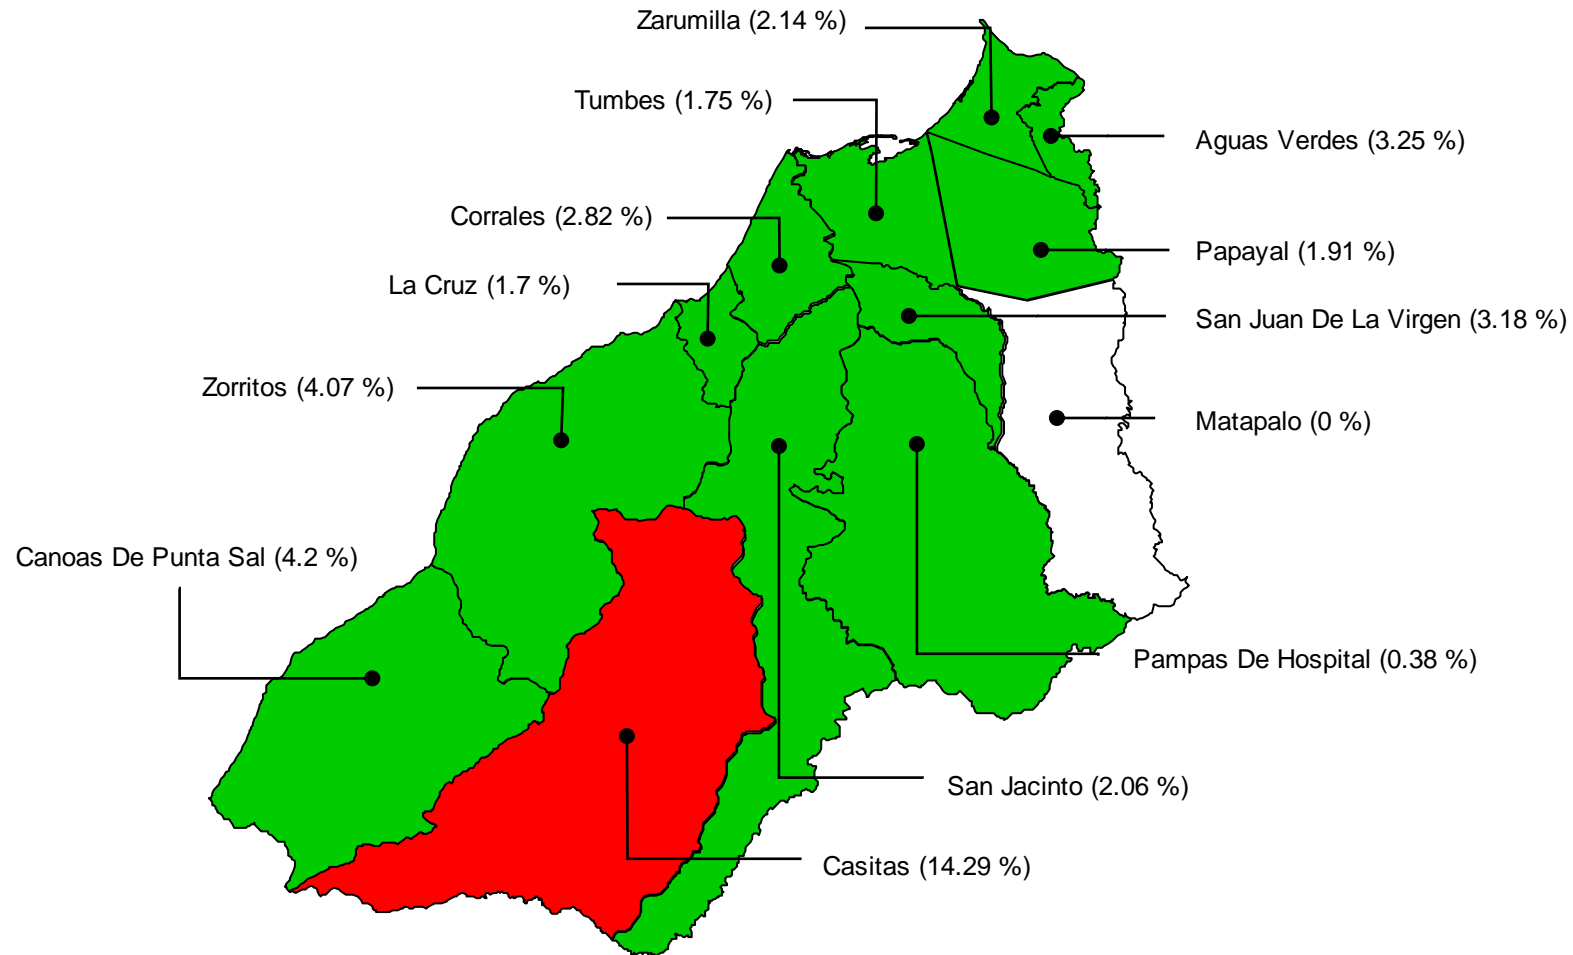 Zarumilla (2.14 %)
Tumbes (1.75 %)
Aguas Verdes (3.25 %)
Corrales (2.82 %)
Papayal (1.91 %)
La Cruz (1.7 %)
San Juan De La Virgen (3.18 %)
Zorritos (4.07 %)
Matapalo (0 %)
Canoas De Punta Sal (4.2 %)
Pampas De Hospital (0.38 %)
San Jacinto (2.06 %)
Casitas (14.29 %)